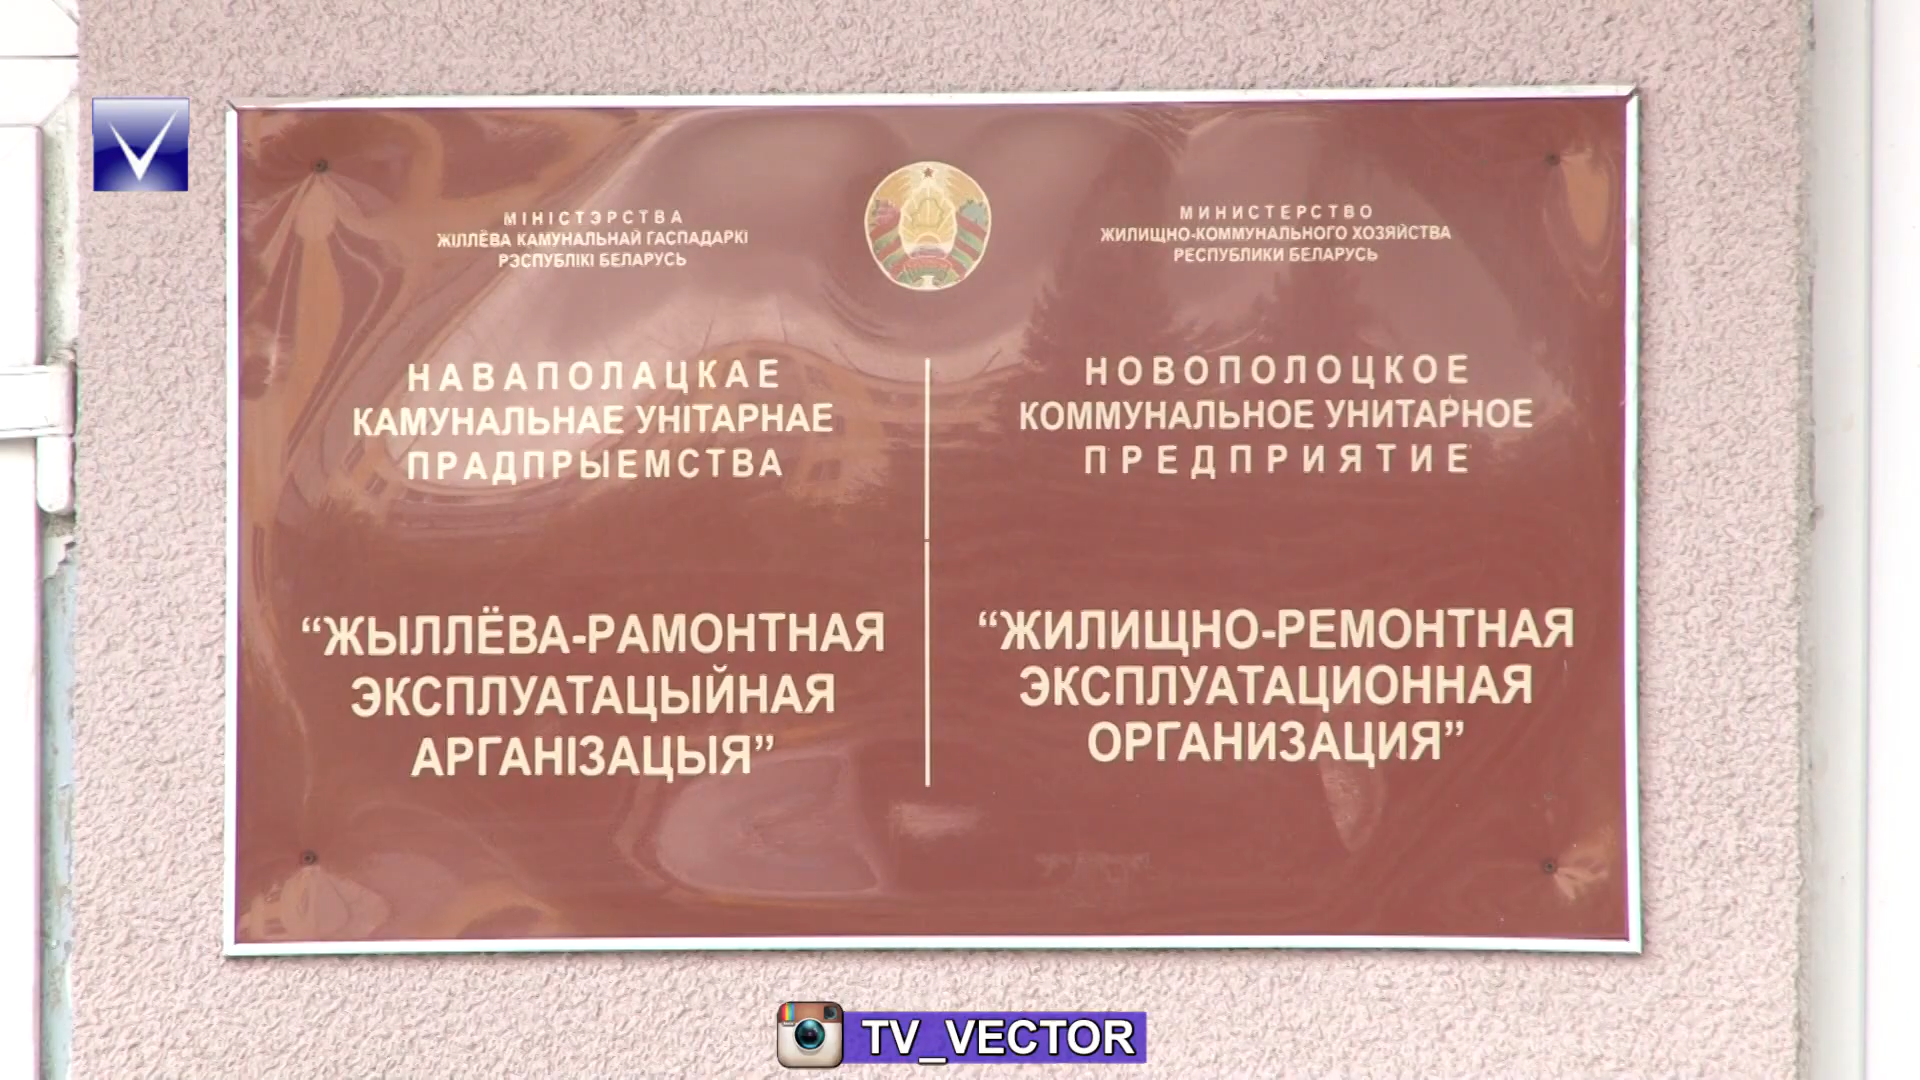 МІНІСТЭРСТВА
ЖІЛЛЁВА КАМУНАЛЬНАЙ ГАСПАДАРКІ
РЭСПУБЛІКІ БЕЛАРУСЬ
НАВАПОЛАЦКАЕ
КАМУНАЛЬНАЕ УНІТАРНАЕ
ПРАДПРЫЕМСТВА
“ЖЫЛЛЁВА-РАМОНТНАЯ
ЭКСПЛУАТАЦЫЙНАЯ
АРГАНІЗАЦЫЯ”
МИНИСТЕРСТВО
ЖИЛИЩНО-КОММУНАЛЬНОГО ХОЗЯЙСТВА
РЕСПУБЛИКИ БЕЛАРУСЬ
НОВОПОЛОЦКОЕ
КОММУНАЛЬНОЕ УНИТАРНОЕ
ПРЕДПРИЯТИЕ
“ЖИЛИЩНО-РЕМОНТНАЯ
ЭКСПЛУАТАЦИОННАЯ
ОРГАНИЗАЦИЯ”
TV_VECTOR